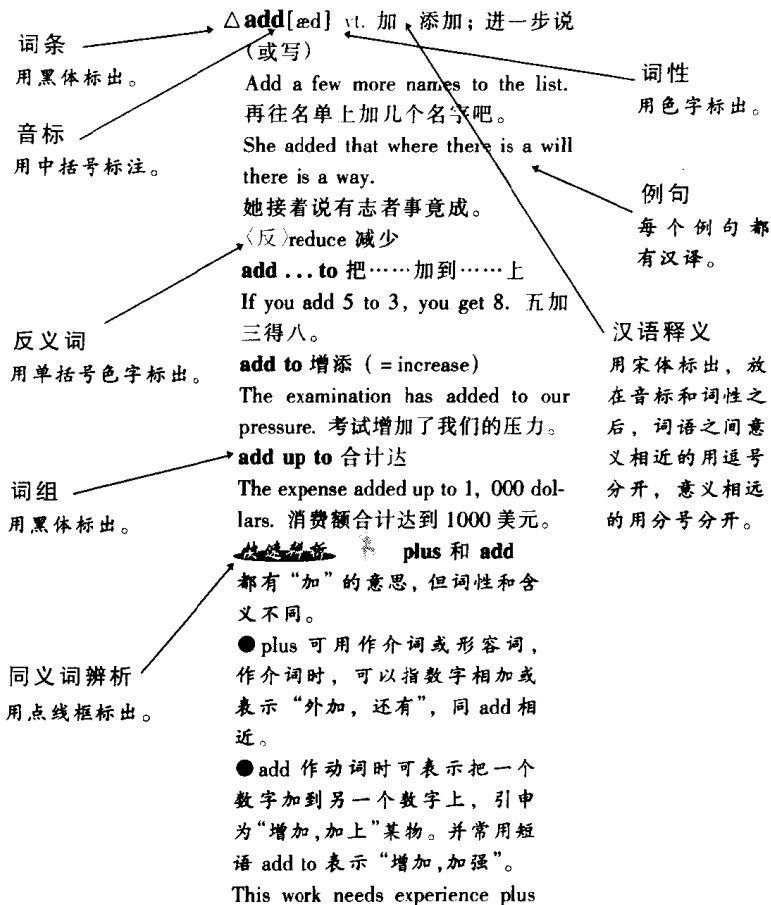 词条
用黑体标出。
音标
用中括号标注。
反义词
用单括号色字标出。
词组
用黑体标出。
同义词辨析
用点线框标出。
△add[æd] vt. 加,添加;进一步说
(或写)
Add a few more names to the list.
再往名单上加几个名字吧。
She added that where there is a will
there is a way.
她接着说有志者事竟成。
〈反〉reduce 减少
add ... to 把……加到……上
If you add 5 to 3, you get 8. 五加
三得八。
add to 增添 ( = increase)
The examination has added to our
pressure. 考试增加了我们的压力。
add up to 合计达
The expense added up to 1, 000 dol-
lars. 消费额合计达到 1000 美元。
快速辨析 plus 和 add
都有“加”的意思,但词性和含
义不同。
●plus 可用作介词或形容词,
作介词时,可以指数字相加或
表示“外加,还有”,同 add 相
近。
●add 作动词时可表示把一个
数字加到另一个数字上,引申
为“增加,加上”某物。并常用短
语 add to 表示“增加,加强”。
This work needs experience plus
词性
用色字标出。
例句
每个例句都
有汉译。
汉语释义
用宋体标出,放
在音标和词性之
后,词语之间意
义相近的用逗号
分开,意义相远
的用分号分开。